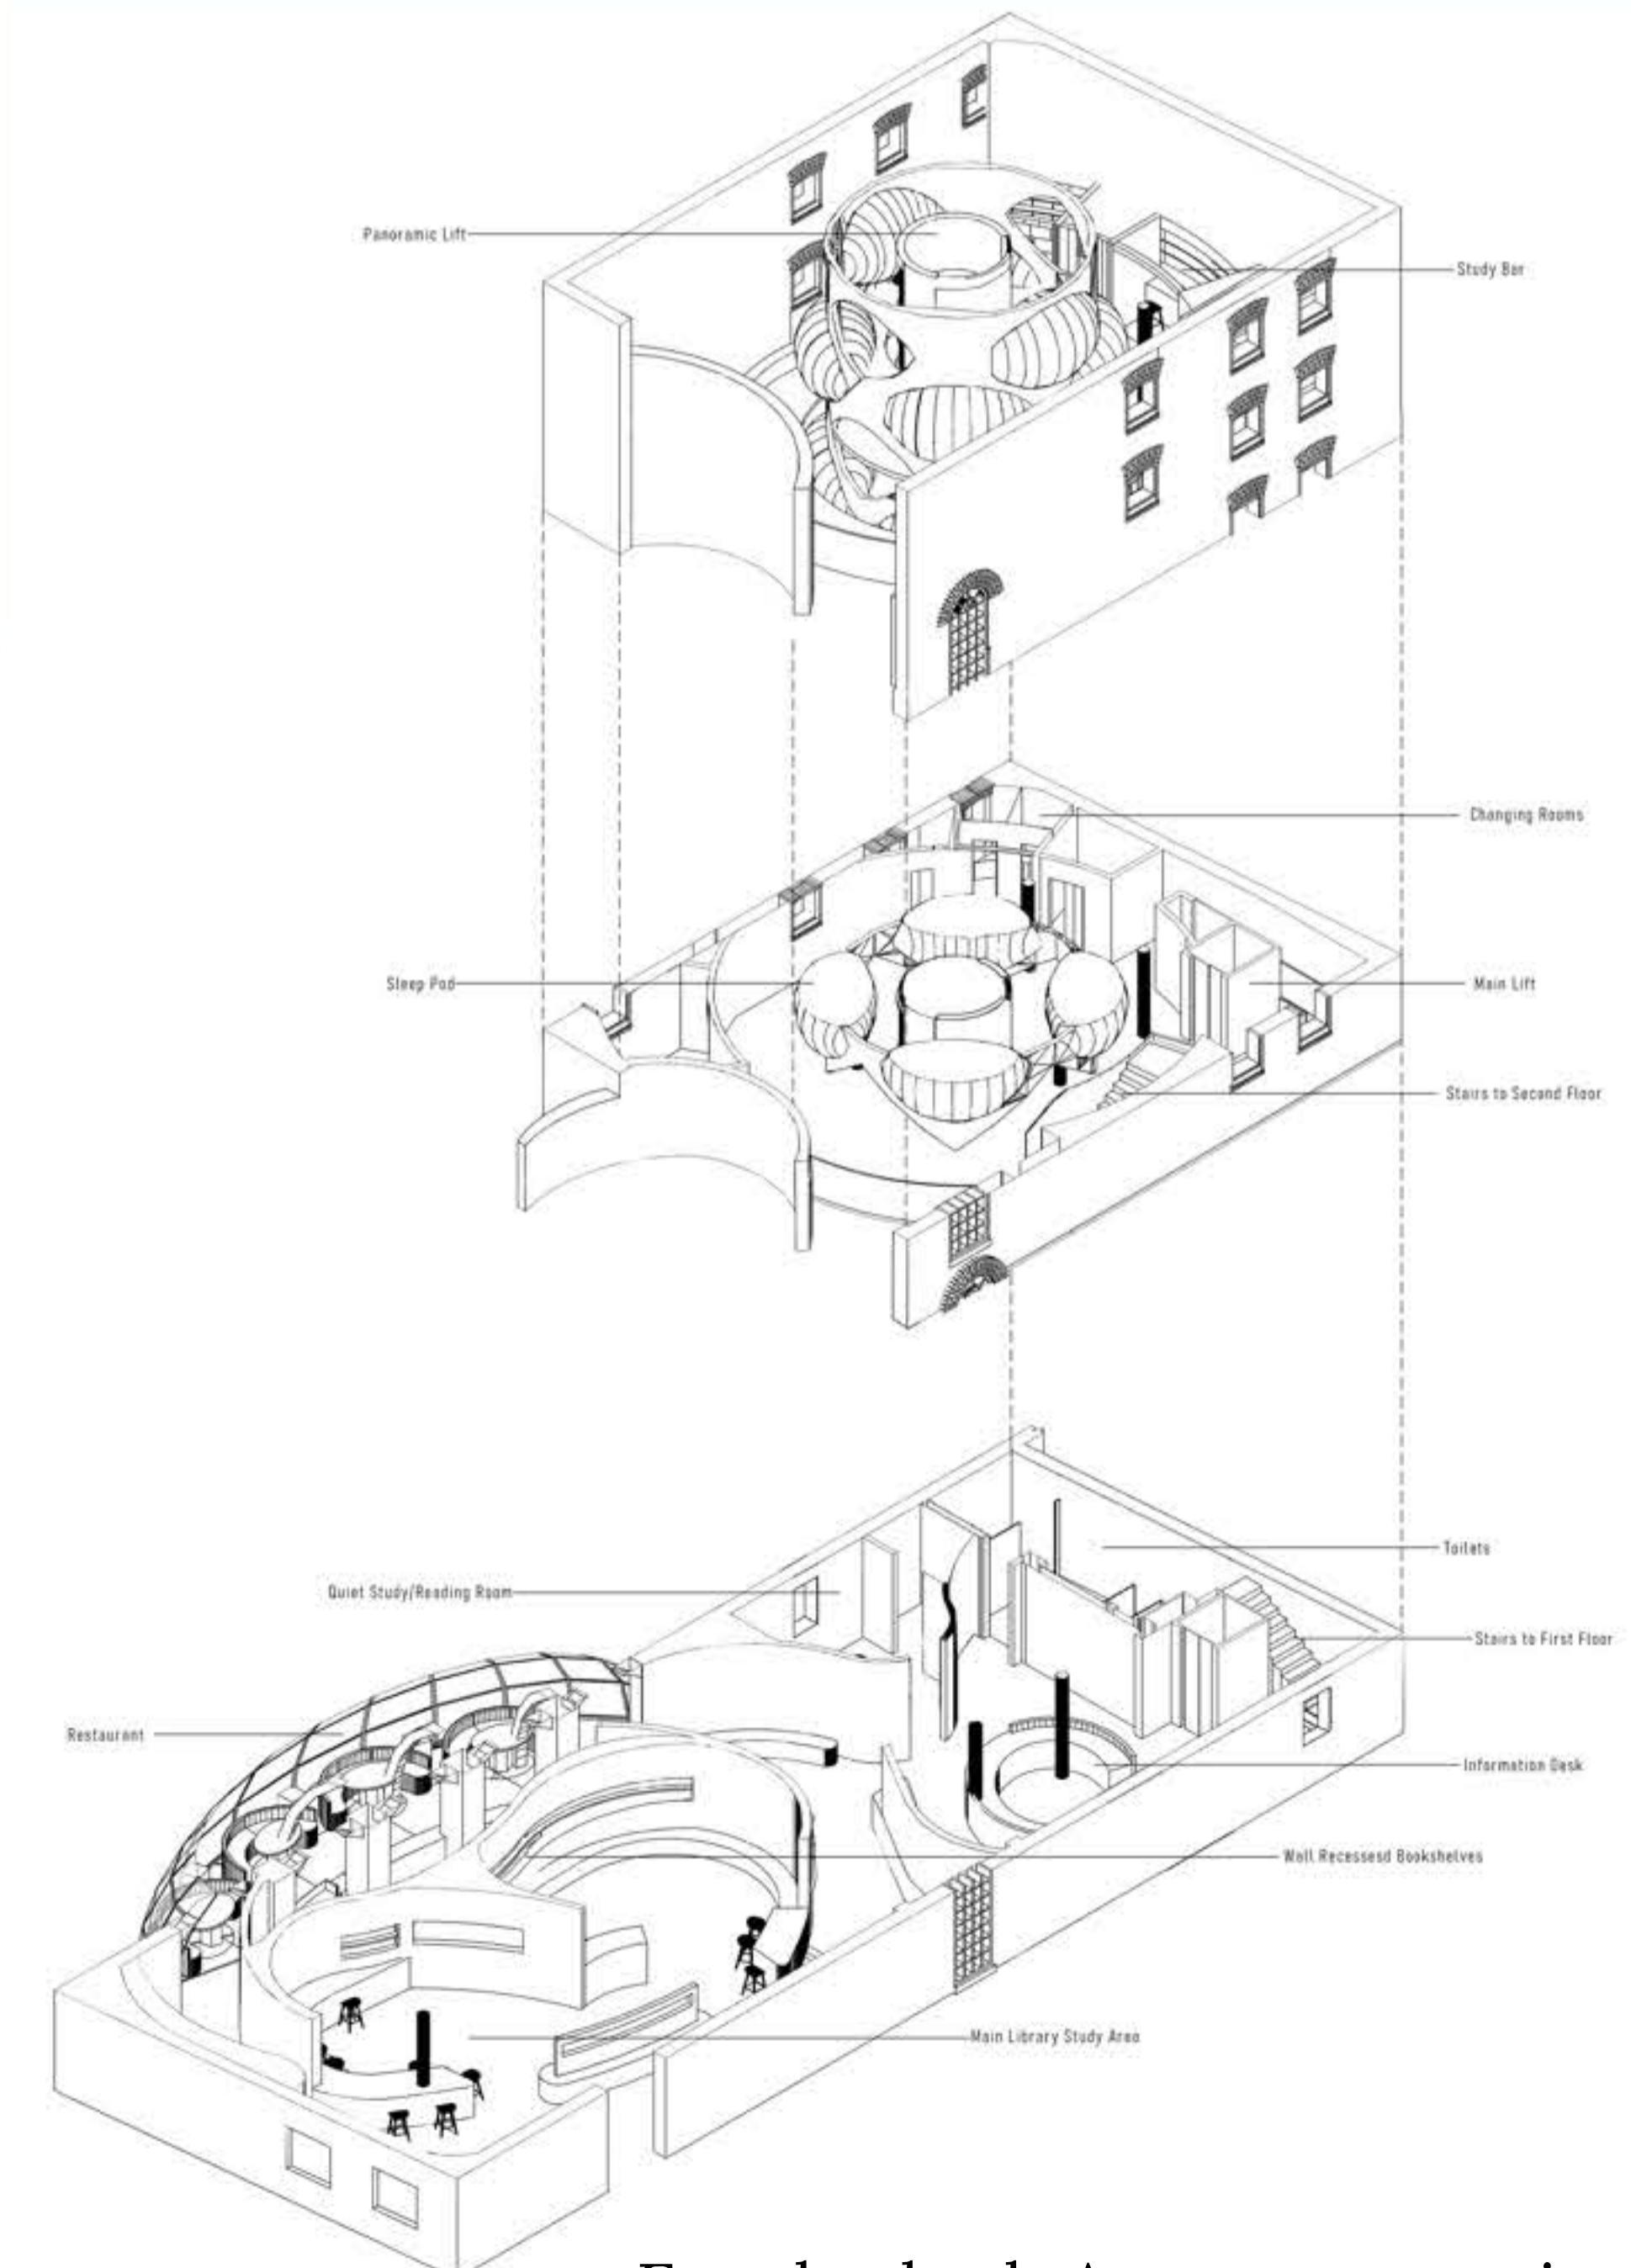 Panoramic Lift
Study Bar
Changing Rooms
Sleep Pod
Main Lift
Stairs to Second Floor
Toilets
Quiet Study/Reading Room
Stairs to First Floor
Restaurant
Information Desk
Wall Recessesd Bookshelves
Main Library Study Area